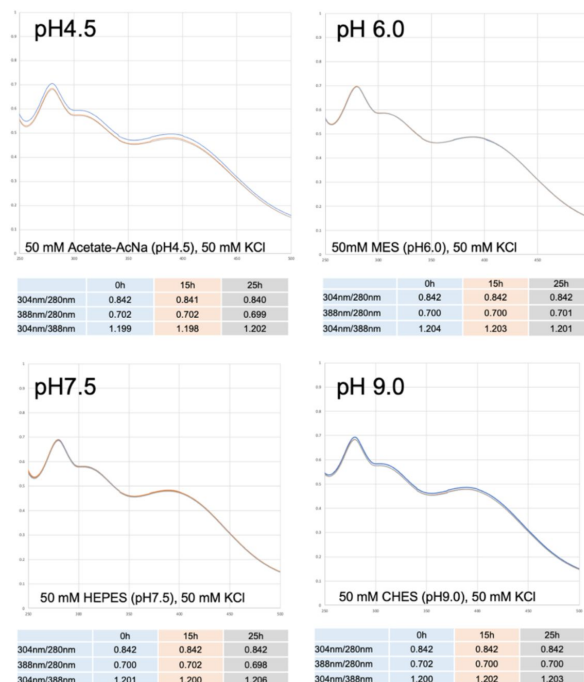 pH4.5
50 mM Acetate-AcNa (pH4.5), 50 mM KCl
0h 15h 25h
304nm/280nm 0.842 0.841 0.840
388nm/280nm 0.702 0.702 0.699
304nm/388nm 1.199 1.198 1.202
pH 6.0
50mM MES (pH6.0), 50 mM KCl
0h 15h 25h
304nm/280nm 0.842 0.842 0.842
388nm/280nm 0.700 0.700 0.701
304nm/388nm 1.204 1.203 1.201
pH7.5
50 mM HEPES (pH7.5), 50 mM KCl
0h 15h 25h
304nm/280nm 0.842 0.842 0.842
388nm/280nm 0.700 0.702 0.698
304nm/388nm 1.201 1.200 1.206
pH 9.0
50 mM CHES (pH9.0), 50 mM KCl
0h 15h 25h
304nm/280nm 0.842 0.842 0.842
388nm/280nm 0.702 0.700 0.700
304nm/388nm 1.200 1.202 1.203